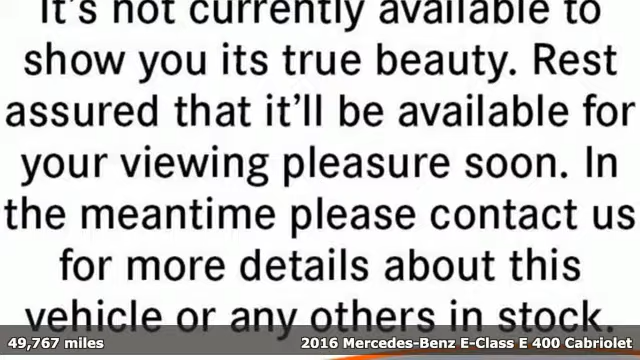 It's not currently available to
show you its true beauty. Rest
assured that it'll be available for
your viewing pleasure soon. In
the meantime please contact us
for more details about this
vehicle or any others in stock.
49,767 miles
2016 Mercedes-Benz E-Class E 400 Cabriolet